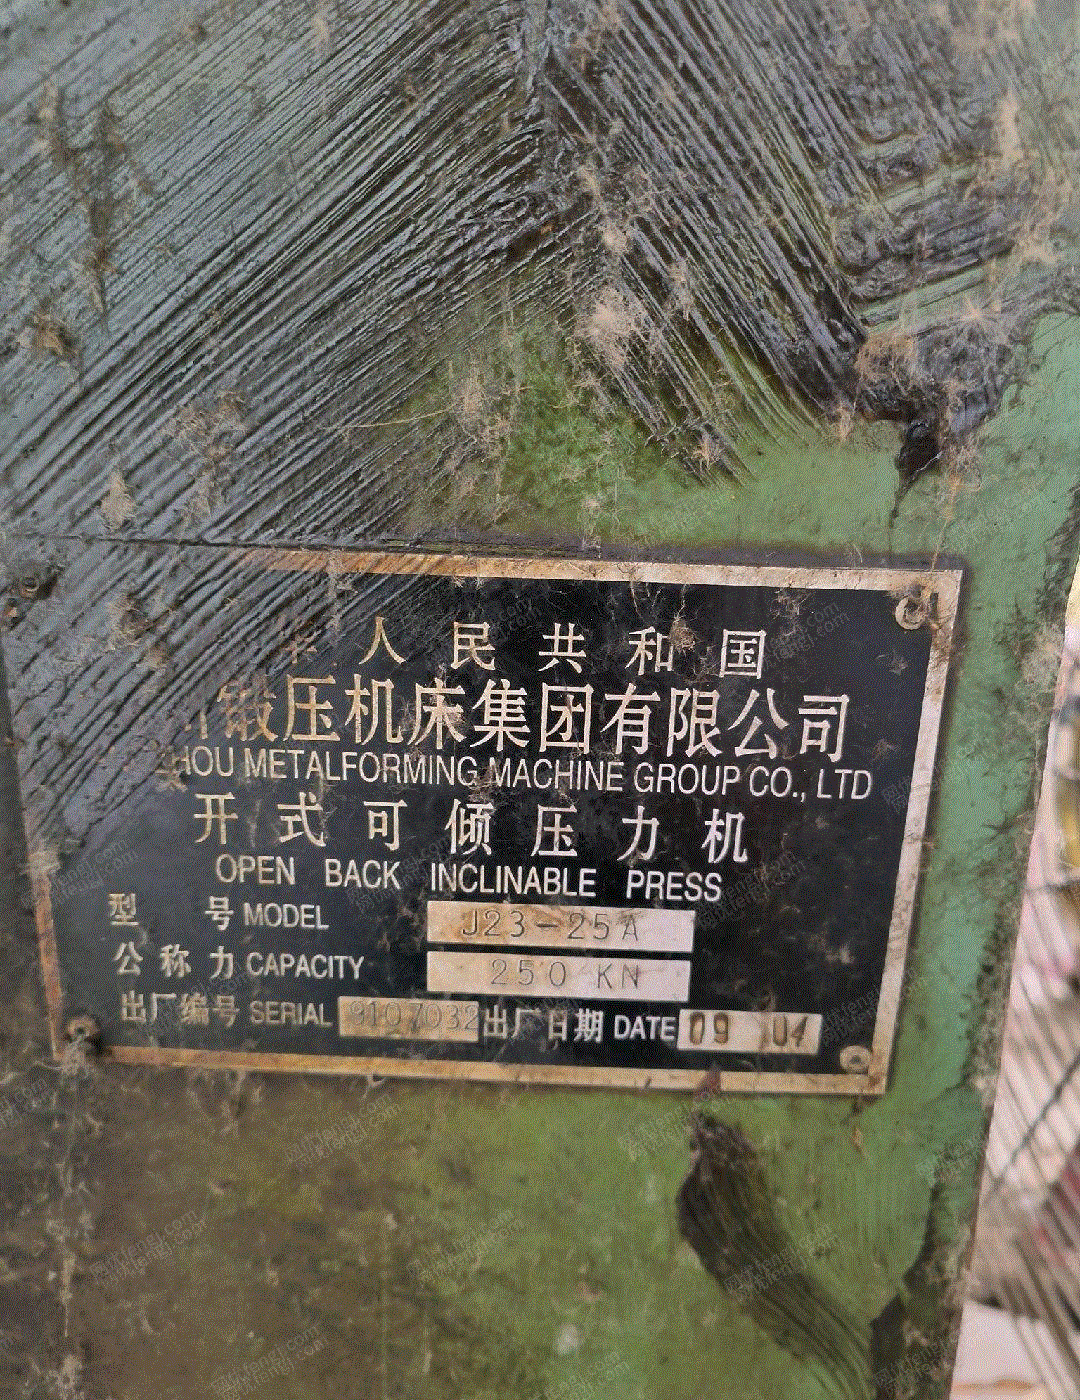 人民共和国
锻压机床集团有限公司
HOU METALFORMING MACHINE GROUP CO., LTD
开式可倾压力机
OPEN BACK INCLINABLE PRESS
型 号 MODEL J23-25A
公称力 CAPACITY 250 KN
出厂编号 SERIAL 9107032 出厂日期 DATE 09 04